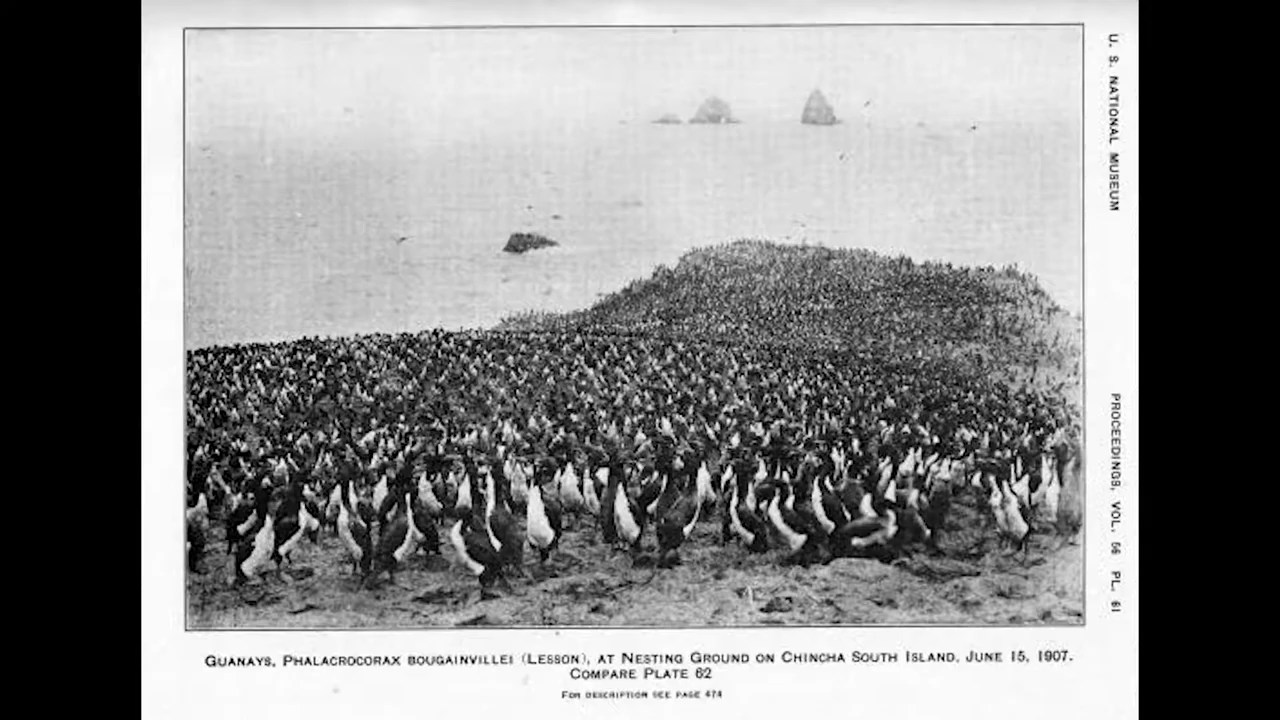 U. S. NATIONAL MUSEUM
PROCEEDINGS, VOL. 56 PL. 61
GUANAYS, PHALACROCORAX BOUGAINVILLEI (LESSON), AT NESTING GROUND ON CHINCHA SOUTH ISLAND, JUNE 15, 1907.
COMPARE PLATE 62
FOR DESCRIPTION SEE PAGE 474